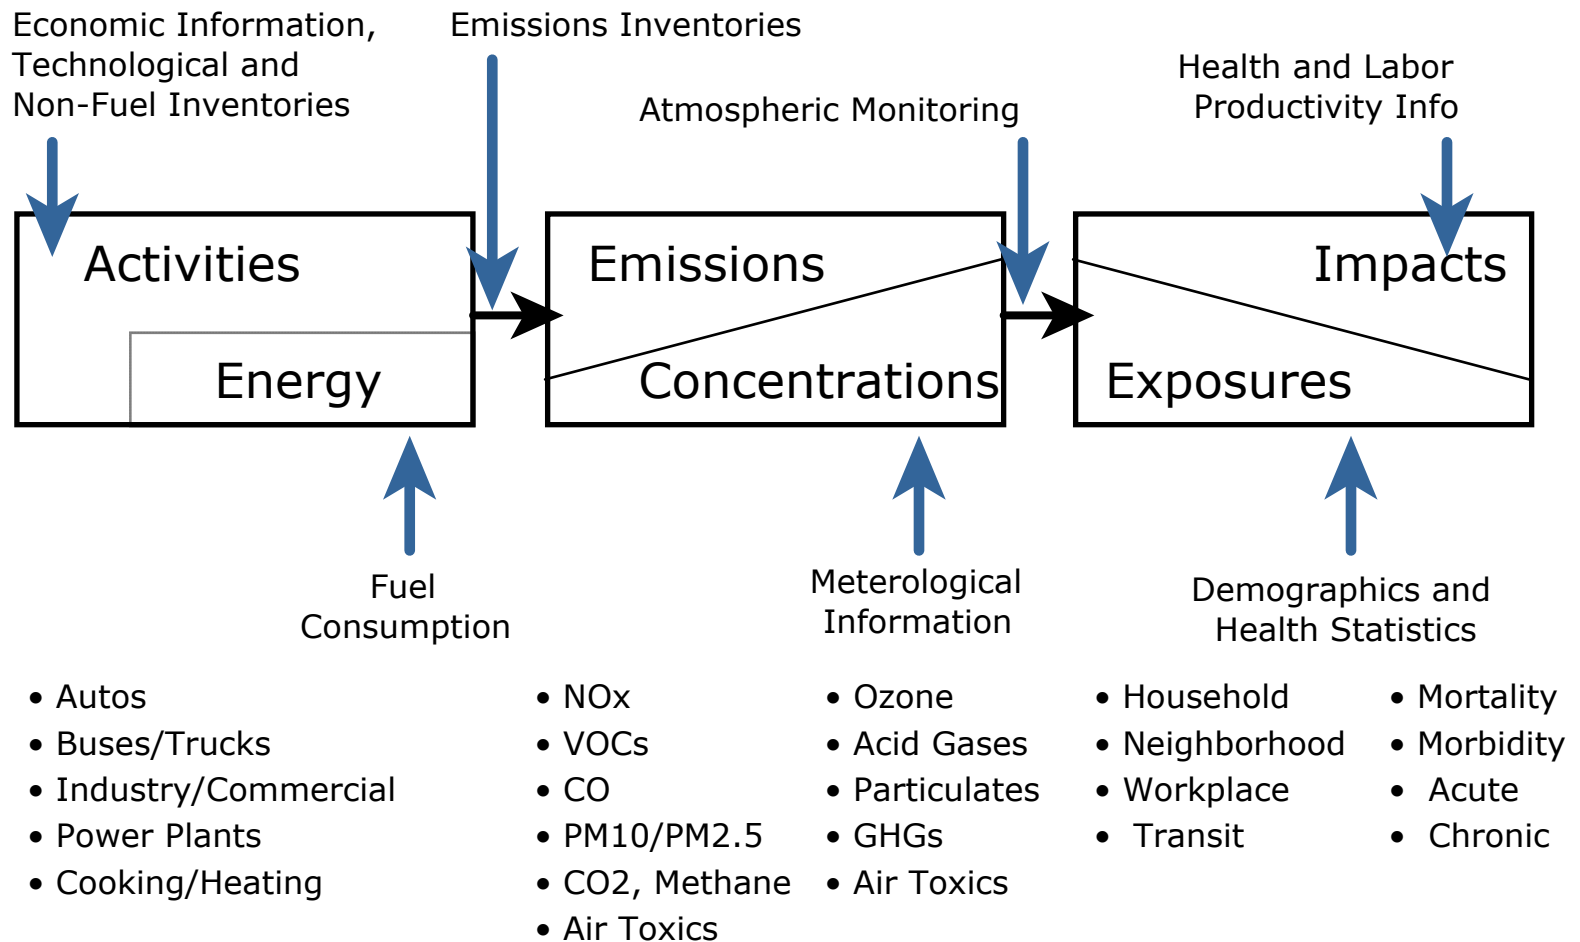 Economic Information,
Technological and
Non-Fuel Inventories
Emissions Inventories
Atmospheric Monitoring
Health and Labor
Productivity Info
Activities
Energy
Emissions
Concentrations
Impacts
Exposures
Fuel
Consumption
Meterological
Information
Demographics and
Health Statistics
• Autos
• Buses/Trucks
• Industry/Commercial
• Power Plants
• Cooking/Heating
• NOx
• VOCs
• CO
• PM10/PM2.5
• CO2, Methane
• Air Toxics
• Ozone
• Acid Gases
• Particulates
• GHGs
• Air Toxics
• Household
• Neighborhood
• Workplace
• Transit
• Mortality
• Morbidity
• Acute
• Chronic